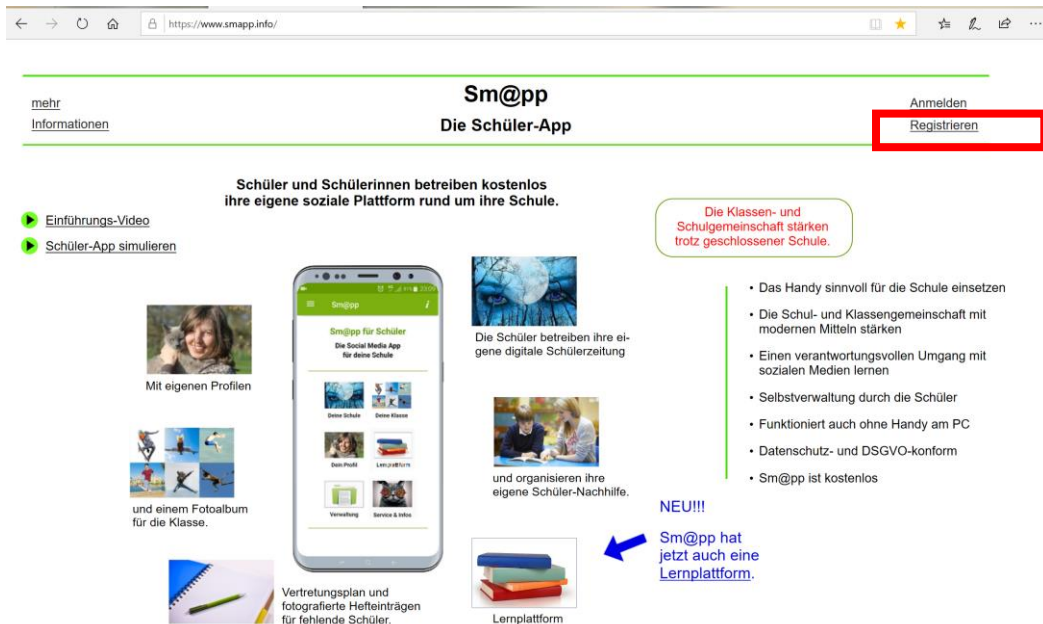 https://www.smapp.info/
Sm@pp
Die Schüler-App
mehr
Informationen
Anmelden
Registrieren
Schüler und Schülerinnen betreiben kostenlos
ihre eigene soziale Plattform rund um ihre Schule.
Einführungs-Video
Schüler-App simulieren
Die Klassen- und
Schulgemeinschaft stärken
trotz geschlossener Schule.
Mit eigenen Profilen
und einem Fotoalbum
für die Klasse.
Sm@pp
i
Sm@pp für Schüler
Die Social Media App
für deine Schule
Deine Schule
Deine Klasse
Dein Profil
Lernplattform
Verwaltung
Service & Infos
Vertretungsplan und
fotografierte Hefteinträgen
für fehlende Schüler.
Die Schüler betreiben ihre ei-
gene digitale Schülerzeitung
und organisieren ihre
eigene Schüler-Nachhilfe.
Lernplattform
• Das Handy sinnvoll für die Schule einsetzen
• Die Schul- und Klassengemeinschaft mit
modernen Mitteln stärken
• Einen verantwortungsvollen Umgang mit
sozialen Medien lernen
• Selbstverwaltung durch die Schüler
• Funktioniert auch ohne Handy am PC
• Datenschutz- und DSGVO-konform
• Sm@pp ist kostenlos
NEU!!!
Sm@pp hat
jetzt auch eine
Lernplattform.